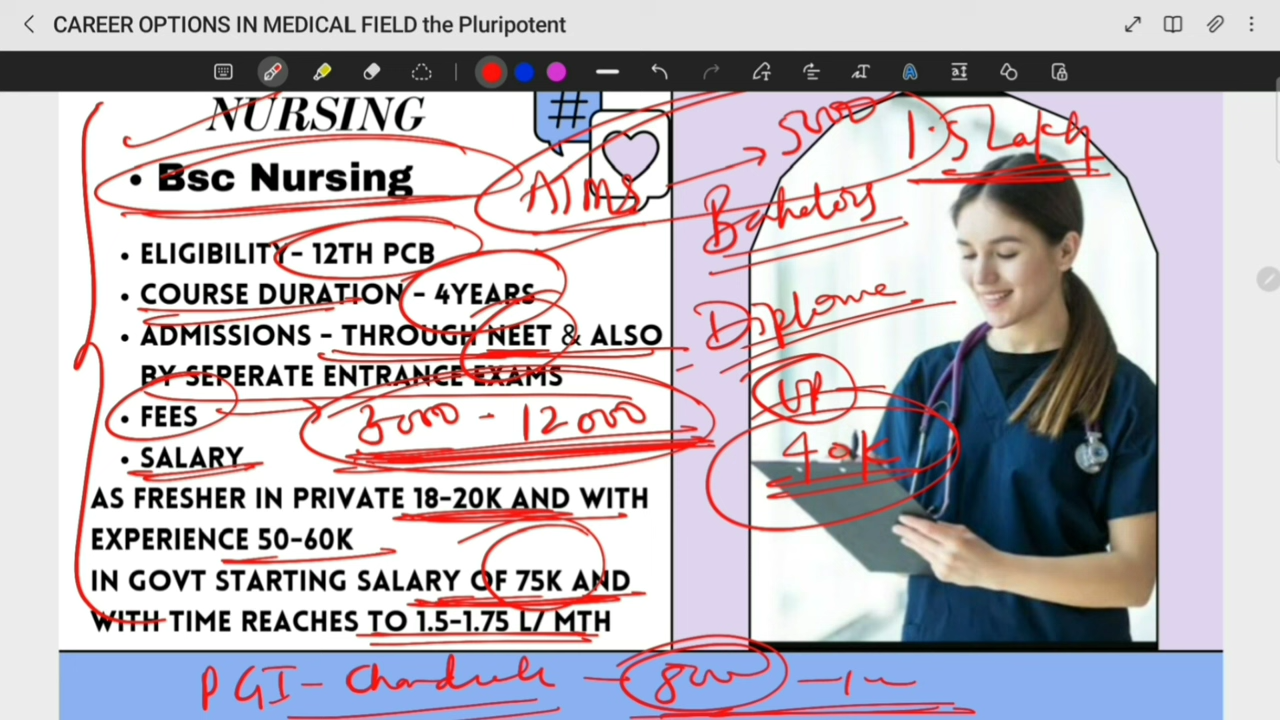 CAREER OPTIONS IN MEDICAL FIELD the Pluripotent
NURSING
#
• Bsc Nursing
AIMS
5000
1.5 Lakh
Bachelors
• ELIGIBILITY- 12TH PCB
• COURSE DURATION - 4YEARS
Diploma
• ADMISSIONS - THROUGH NEET & ALSO
BY SEPERATE ENTRANCE EXAMS
UP
40K
• FEES
3000 - 12000
• SALARY
AS FRESHER IN PRIVATE 18-20K AND WITH
EXPERIENCE 50-60K
IN GOVT STARTING SALARY OF 75K AND
WITH TIME REACHES TO 1.5-1.75 L/ MTH
PGI - 8000